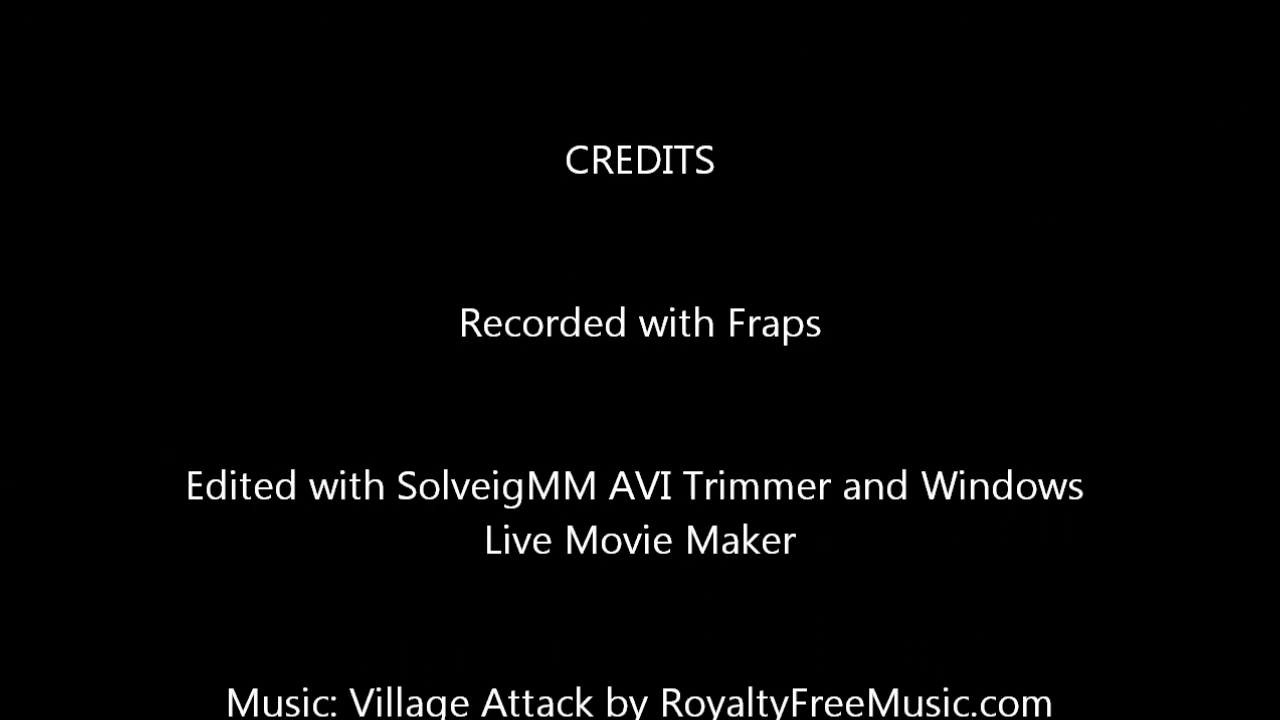 CREDITS
Recorded with Fraps
Edited with SolveigMM AVI Trimmer and Windows
Live Movie Maker
Music: Village Attack by RoyaltyFreeMusic.com